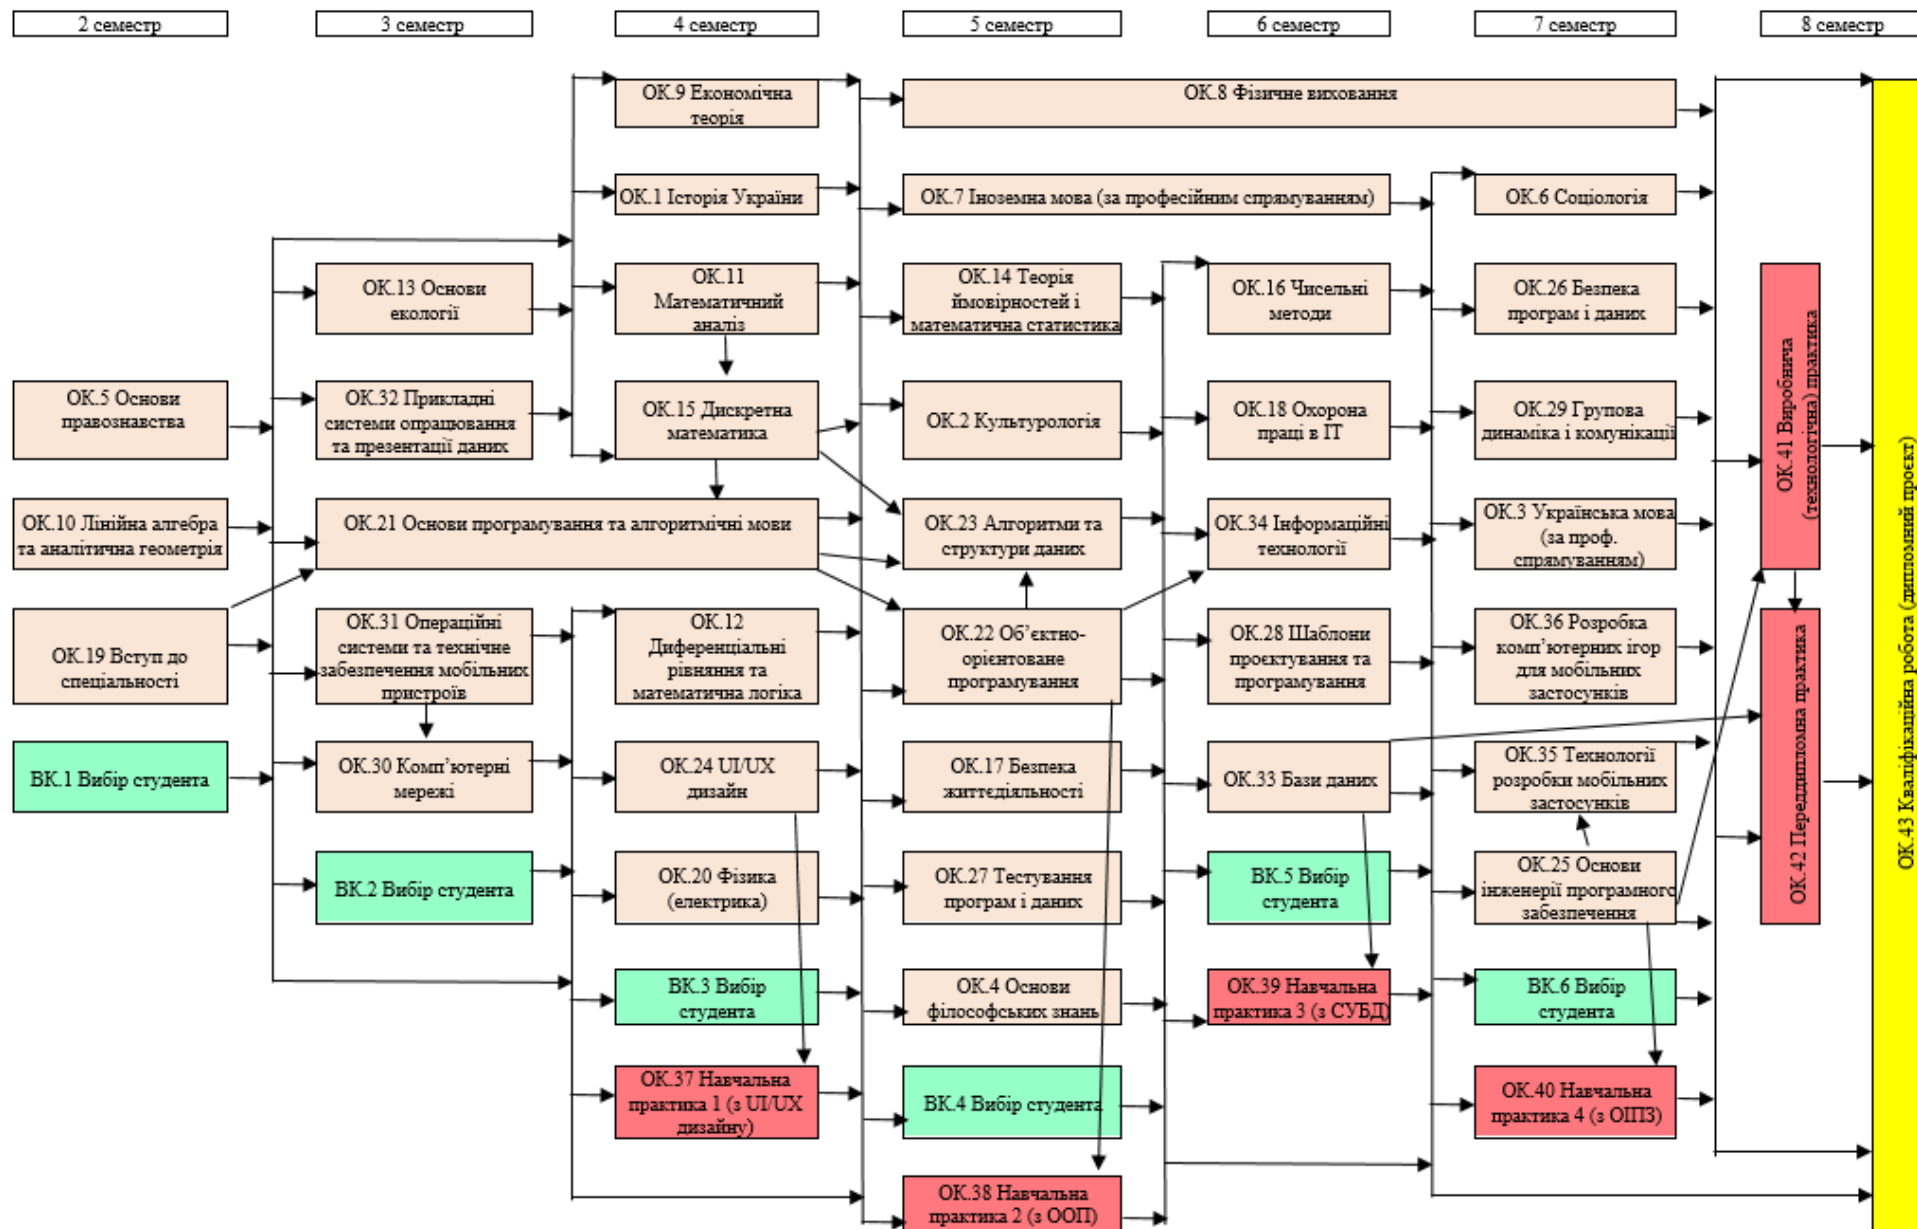 2 семестр
3 семестр
4 семестр
5 семестр
6 семестр
7 семестр
8 семестр
ОК.5 Основи
правознавства
ОК.10 Лінійна алгебра
та аналітична геометрія
ОК.19 Вступ до
спеціальності
ВК.1 Вибір студента
ОК.13 Основи
екології
ОК.32 Прикладні
системи опрацювання
та презентації даних
ОК.21 Основи програмування та алгоритмічні мови
ОК.31 Операційні
системи та технічне
забезпечення мобільних
пристроїв
ОК.30 Комп’ютерні
мережі
ВК.2 Вибір студента
ОК.9 Економічна
теорія
ОК.1 Історія України
ОК.11
Математичний
аналіз
ОК.15 Дискретна
математика
ОК.12
Диференціальні
рівняння та
математична логіка
ОК.24 UI/UX
дизайн
ОК.20 Фізика
(електрика)
ВК.3 Вибір
студента
ОК.37 Навчальна
практика 1 (з UI/UX
дизайну)
ОК.8 Фізичне виховання
ОК.7 Іноземна мова (за професійним спрямуванням)
ОК.14 Теорія
ймовірностей і
математична статистика
ОК.2 Культурологія
ОК.23 Алгоритми та
структури даних
ОК.22 Об’єктно-
орієнтоване
програмування
ОК.17 Безпека
життєдіяльності
ОК.27 Тестування
програм і даних
ОК.4 Основи
філософських знань
ВК.4 Вибір студента
ОК.38 Навчальна
практика 2 (з ООП)
ОК.16 Чисельні
методи
ОК.18 Охорона
праці в ІТ
ОК.34 Інформаційні
технології
ОК.28 Шаблони
проєктування та
програмування
ОК.33 Бази даних
ВК.5 Вибір
студента
ОК.39 Навчальна
практика 3 (з СУБД)
ОК.6 Соціологія
ОК.26 Безпека
програм і даних
ОК.29 Групова
динаміка і комунікації
ОК.3 Українська мова
(за проф.
спрямуванням)
ОК.36 Розробка
комп’ютерних ігор
для мобільних
застосунків
ОК.35 Технології
розробки мобільних
застосунків
ОК.25 Основи
інженерії програмного
забезпечення
ВК.6 Вибір
студента
ОК.40 Навчальна
практика 4 (з ОІПЗ)
ОК.41 Виробнича
(технологічна) практика
ОК.42 Переддипломна практика
ОК.43 Кваліфікаційна робота (дипломний проєкт)